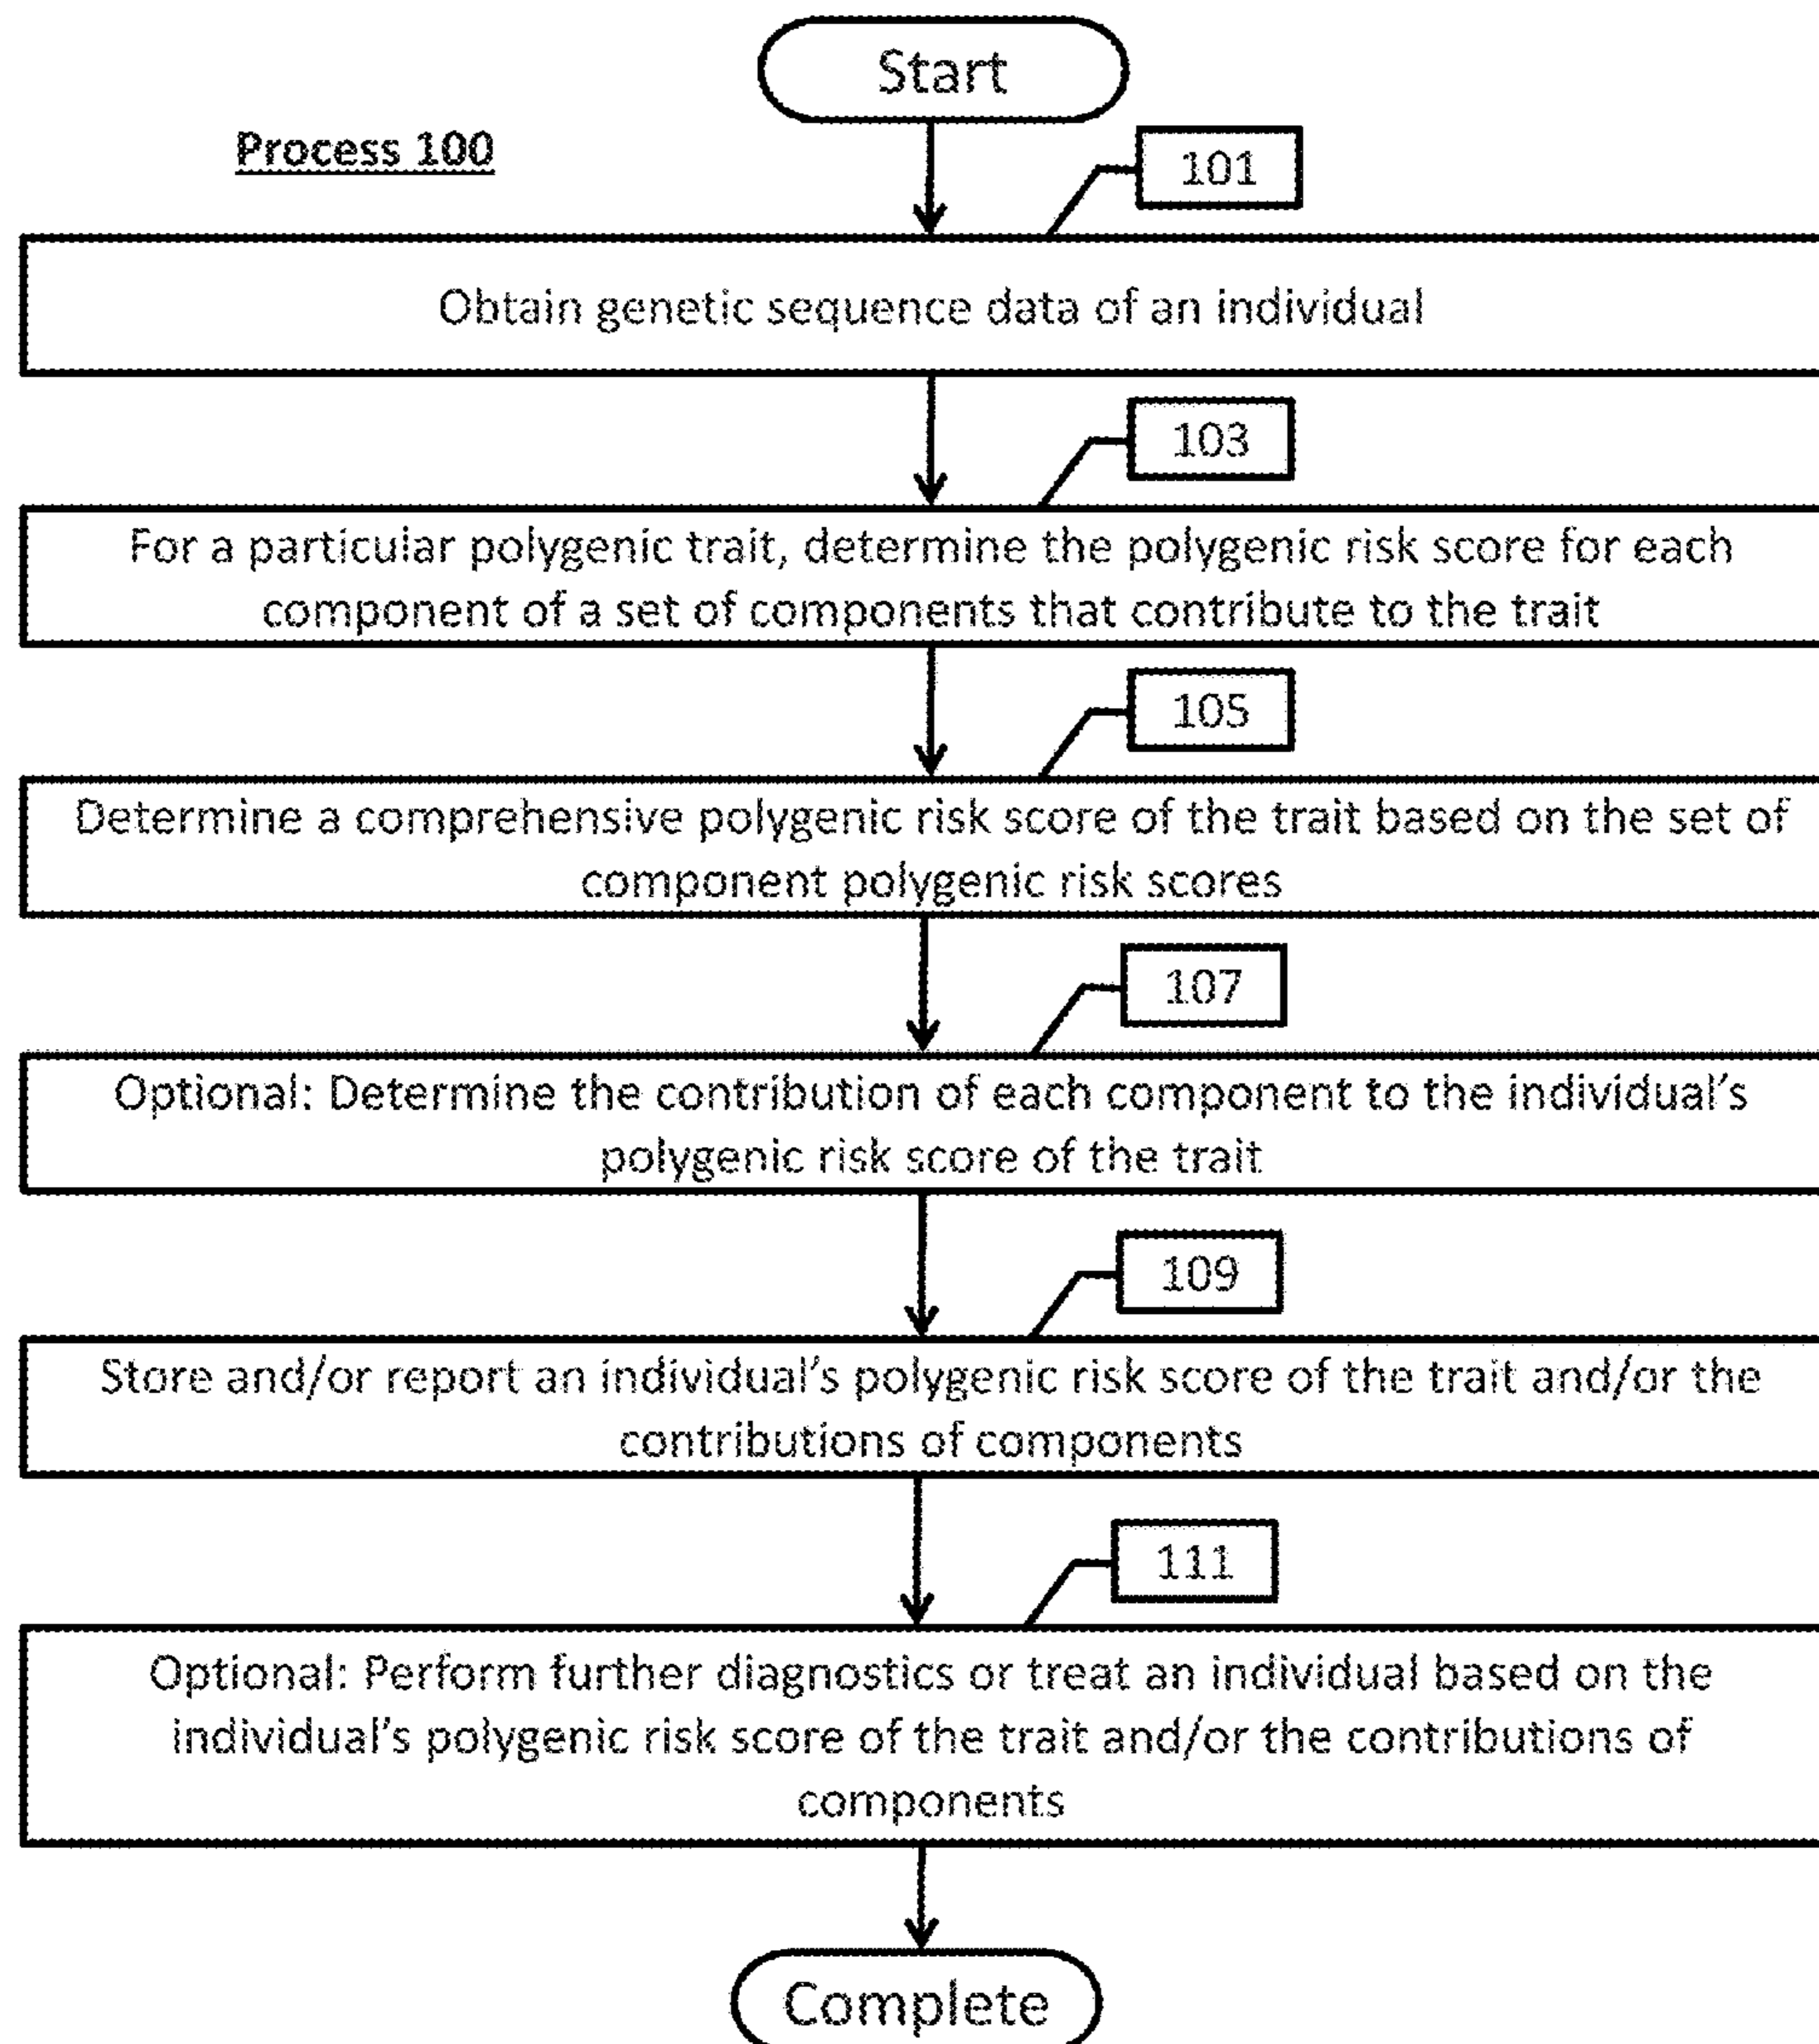 Start
Process 100
101
Obtain genetic sequence data of an individual
103
For a particular polygenic trait, determine the polygenic risk score for each
component of a set of components that contribute to the trait
105
Determine a comprehensive polygenic risk score of the trait based on the set of
component polygenic risk scores
107
Optional: Determine the contribution of each component to the individual's
polygenic risk score of the trait
109
Store and/or report an individual's polygenic risk score of the trait and/or the
contributions of components
111
Optional: Perform further diagnostics or treat an individual based on the
individual's polygenic risk score of the trait and/or the contributions of
components
Complete